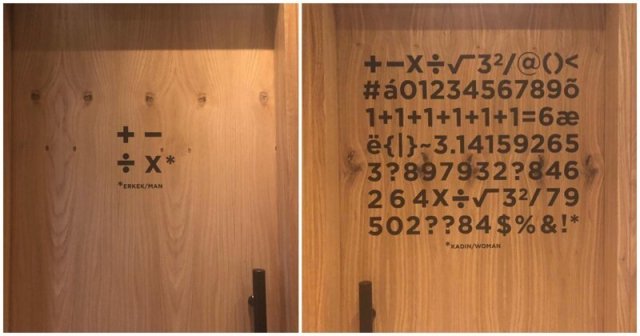 + −
÷ x*
*ERKEK/MAN
+−x÷√3²/@()<
#á0123456789õ
1+1+1+1+1+1=6æ
ë{|}~3.14159265
3?897932?846
264x÷√3²/79
502??84$%&!*
*KADIN/WOMAN